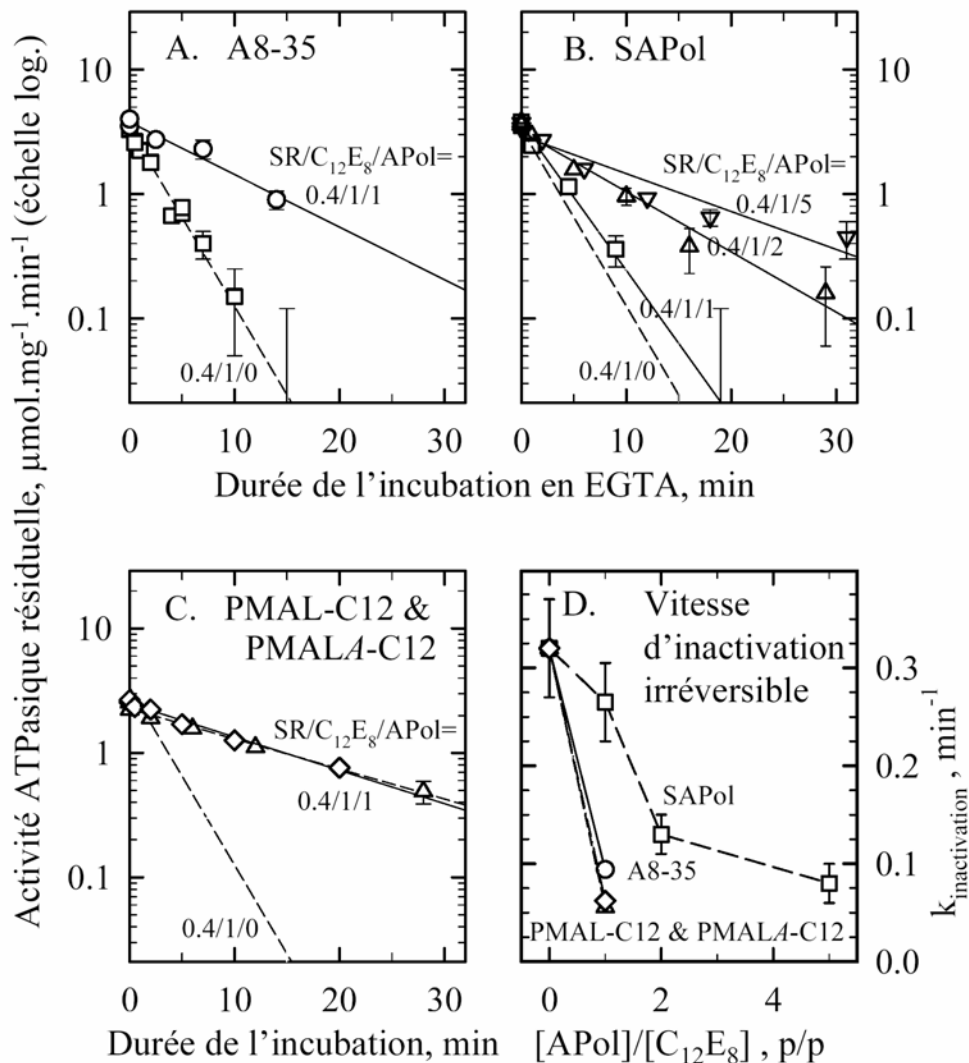 Activité ATPasique résiduelle, µmol.mg⁻¹.min⁻¹ (échelle log.)
A. A8-35
10
1
0.1
SR/C₁₂E₈/APol=
0.4/1/1
0.4/1/0
0 10 20 30
B. SAPol
10
1
0.1
SR/C₁₂E₈/APol=
0.4/1/5
0.4/1/2
0.4/1/1
0.4/1/0
0 10 20 30
Durée de l'incubation en EGTA, min
C. PMAL-C12 &
PMALA-C12
10
1
0.1
SR/C₁₂E₈/APol=
0.4/1/1
0.4/1/0
0 10 20 30
Durée de l'incubation, min
D. Vitesse
d'inactivation
irréversible
SAPol
A8-35
PMAL-C12 & PMALA-C12
0.3
0.2
0.1
0.0
k inactivation , min⁻¹
0 2 4
[APol]/[C₁₂E₈] , p/p